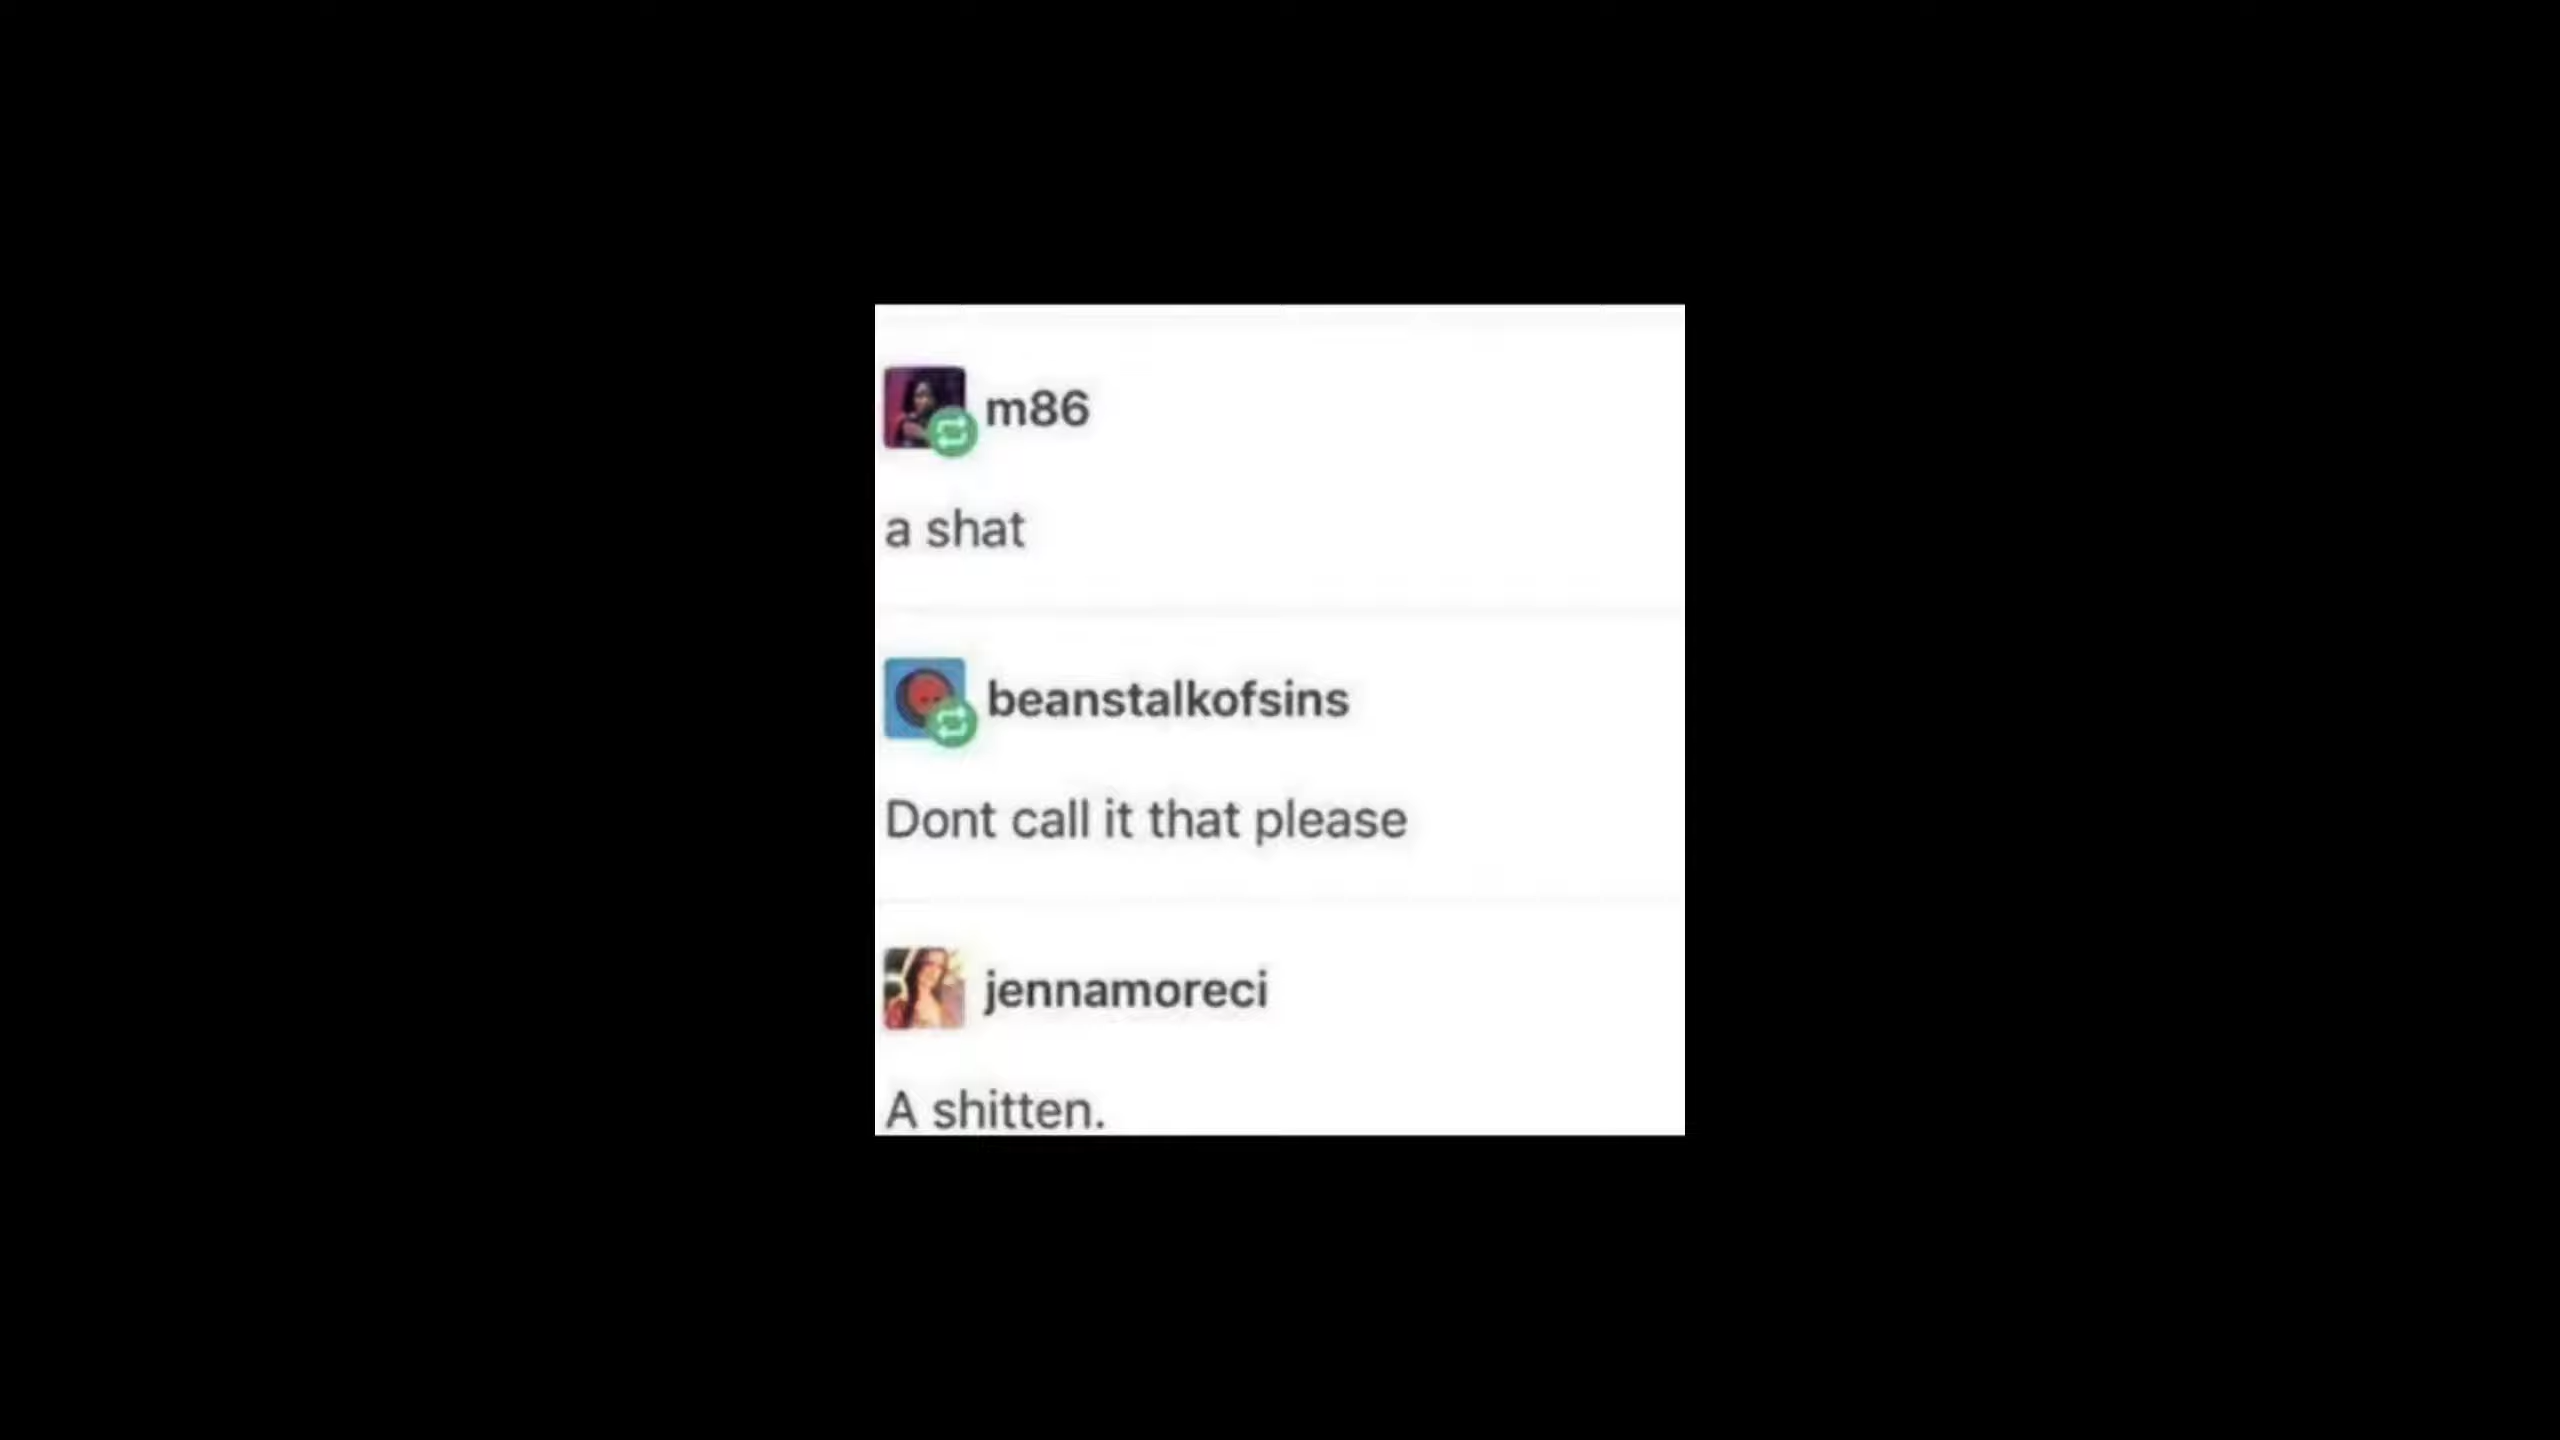 m86
a shat
beanstalkofsins
Dont call it that please
jennamoreci
A shitten.